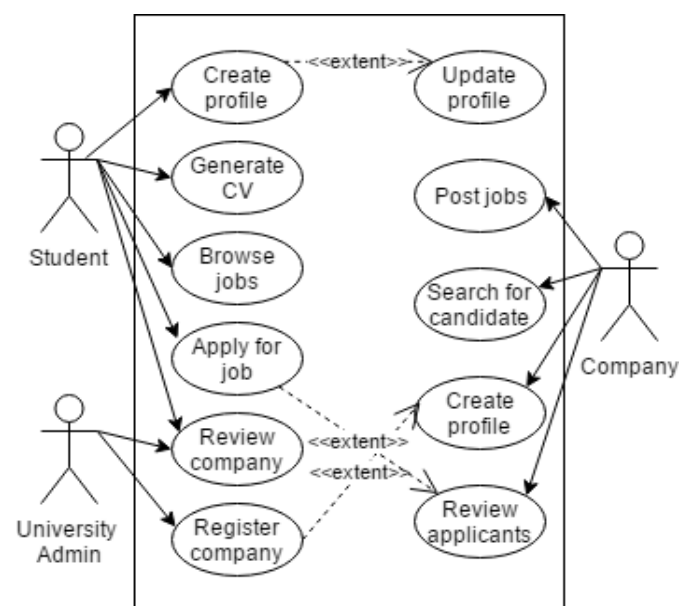 Create
profile
<<extent>>
Update
profile
Generate
CV
Post jobs
Student
Browse
jobs
Search for
candidate
Company
Apply for
job
Create
profile
Review
company
<<extent>>
<<extent>>
University
Admin
Register
company
Review
applicants